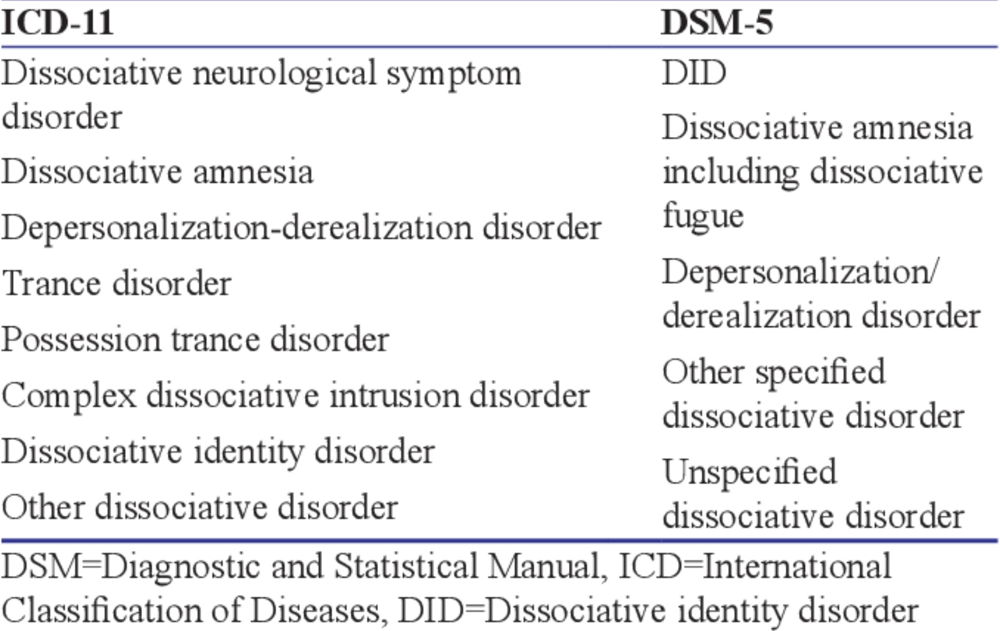 ICD-11
Dissociative neurological symptom
disorder
Dissociative amnesia
Depersonalization-derealization disorder
Trance disorder
Possession trance disorder
Complex dissociative intrusion disorder
Dissociative identity disorder
Other dissociative disorder
DSM-5
DID
Dissociative amnesia
including dissociative
fugue
Depersonalization/
derealization disorder
Other specified
dissociative disorder
Unspecified
dissociative disorder
DSM=Diagnostic and Statistical Manual, ICD=International
Classification of Diseases, DID=Dissociative identity disorder